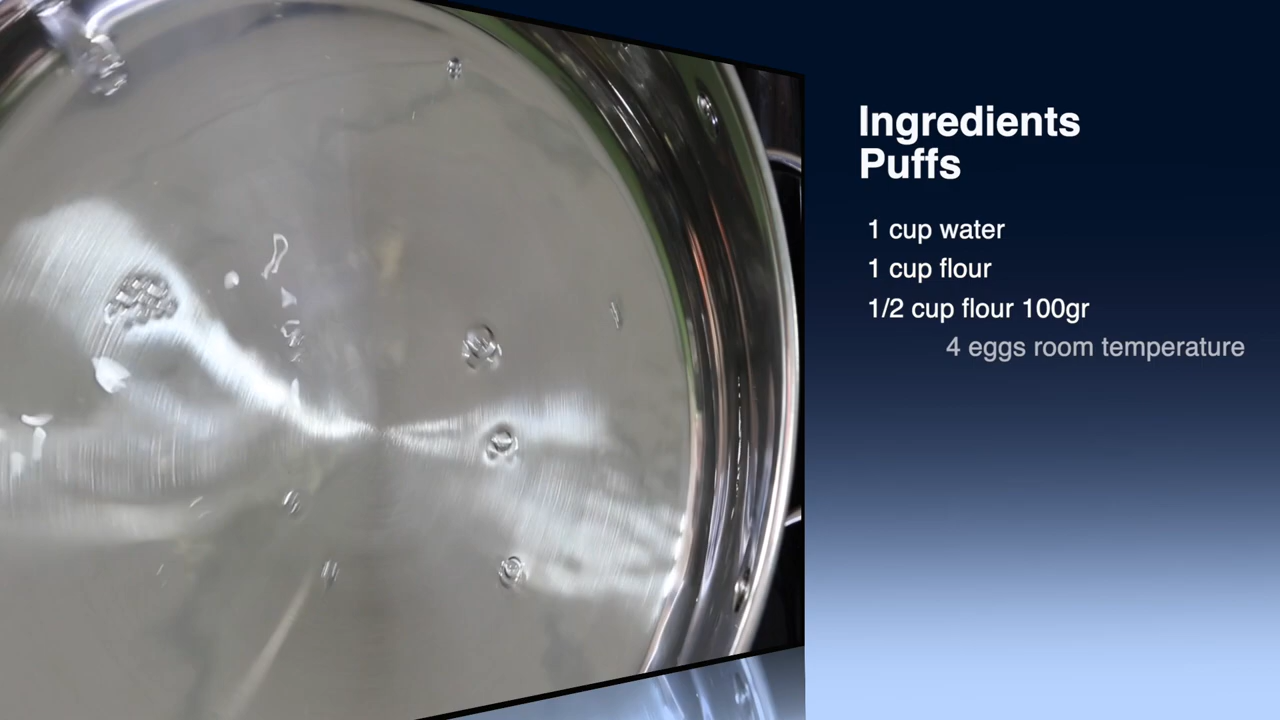 Ingredients
Puffs
1 cup water
1 cup flour
1/2 cup flour 100gr
4 eggs room temperature